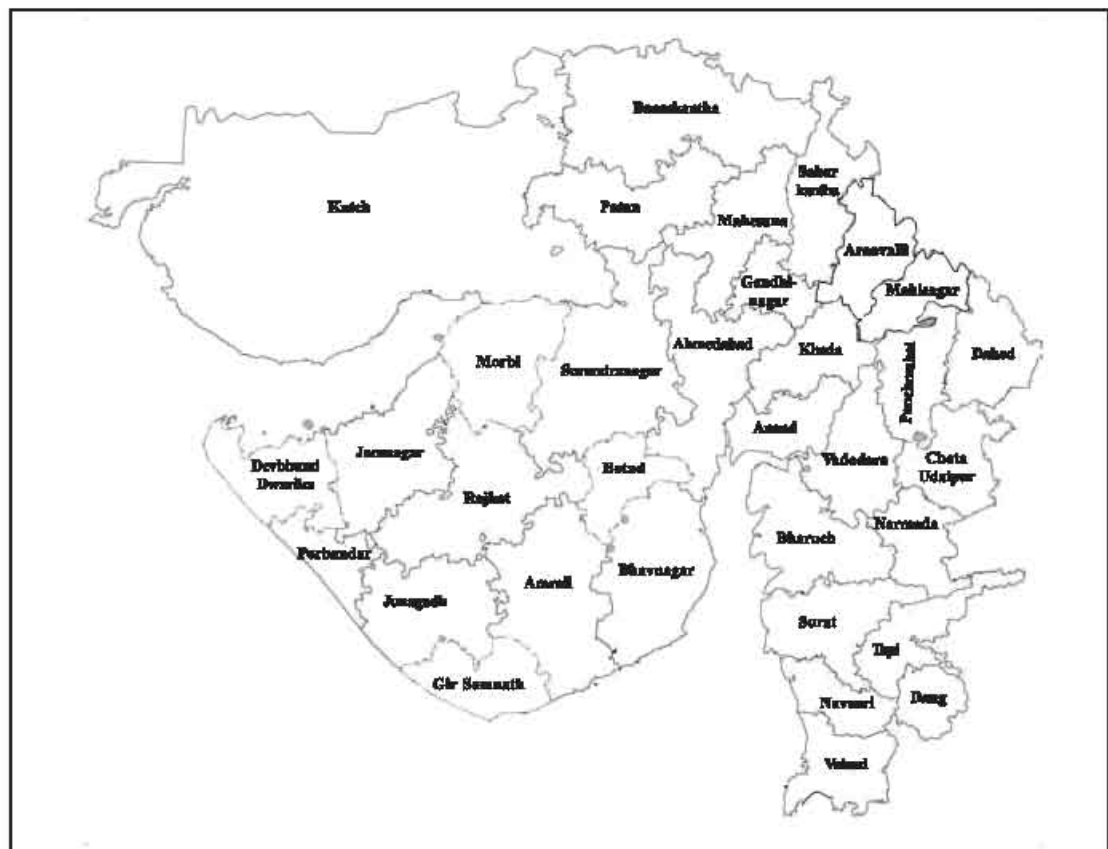 Banaskantha
Kutch
Patan
Mahesana
Sabar
kantha
Aravalli
Gandhi-
nagar
Mahisagar
Morbi
Surendranagar
Ahmedabad
Kheda
Panchmahal
Dahod
Devbhumi
Dwarka
Jamnagar
Rajkot
Botad
Anand
Vadodara
Chota
Udaipur
Porbandar
Junagadh
Amreli
Bhavnagar
Bharuch
Narmada
Gir Somnath
Surat
Tapi
Navsari
Dang
Valsad